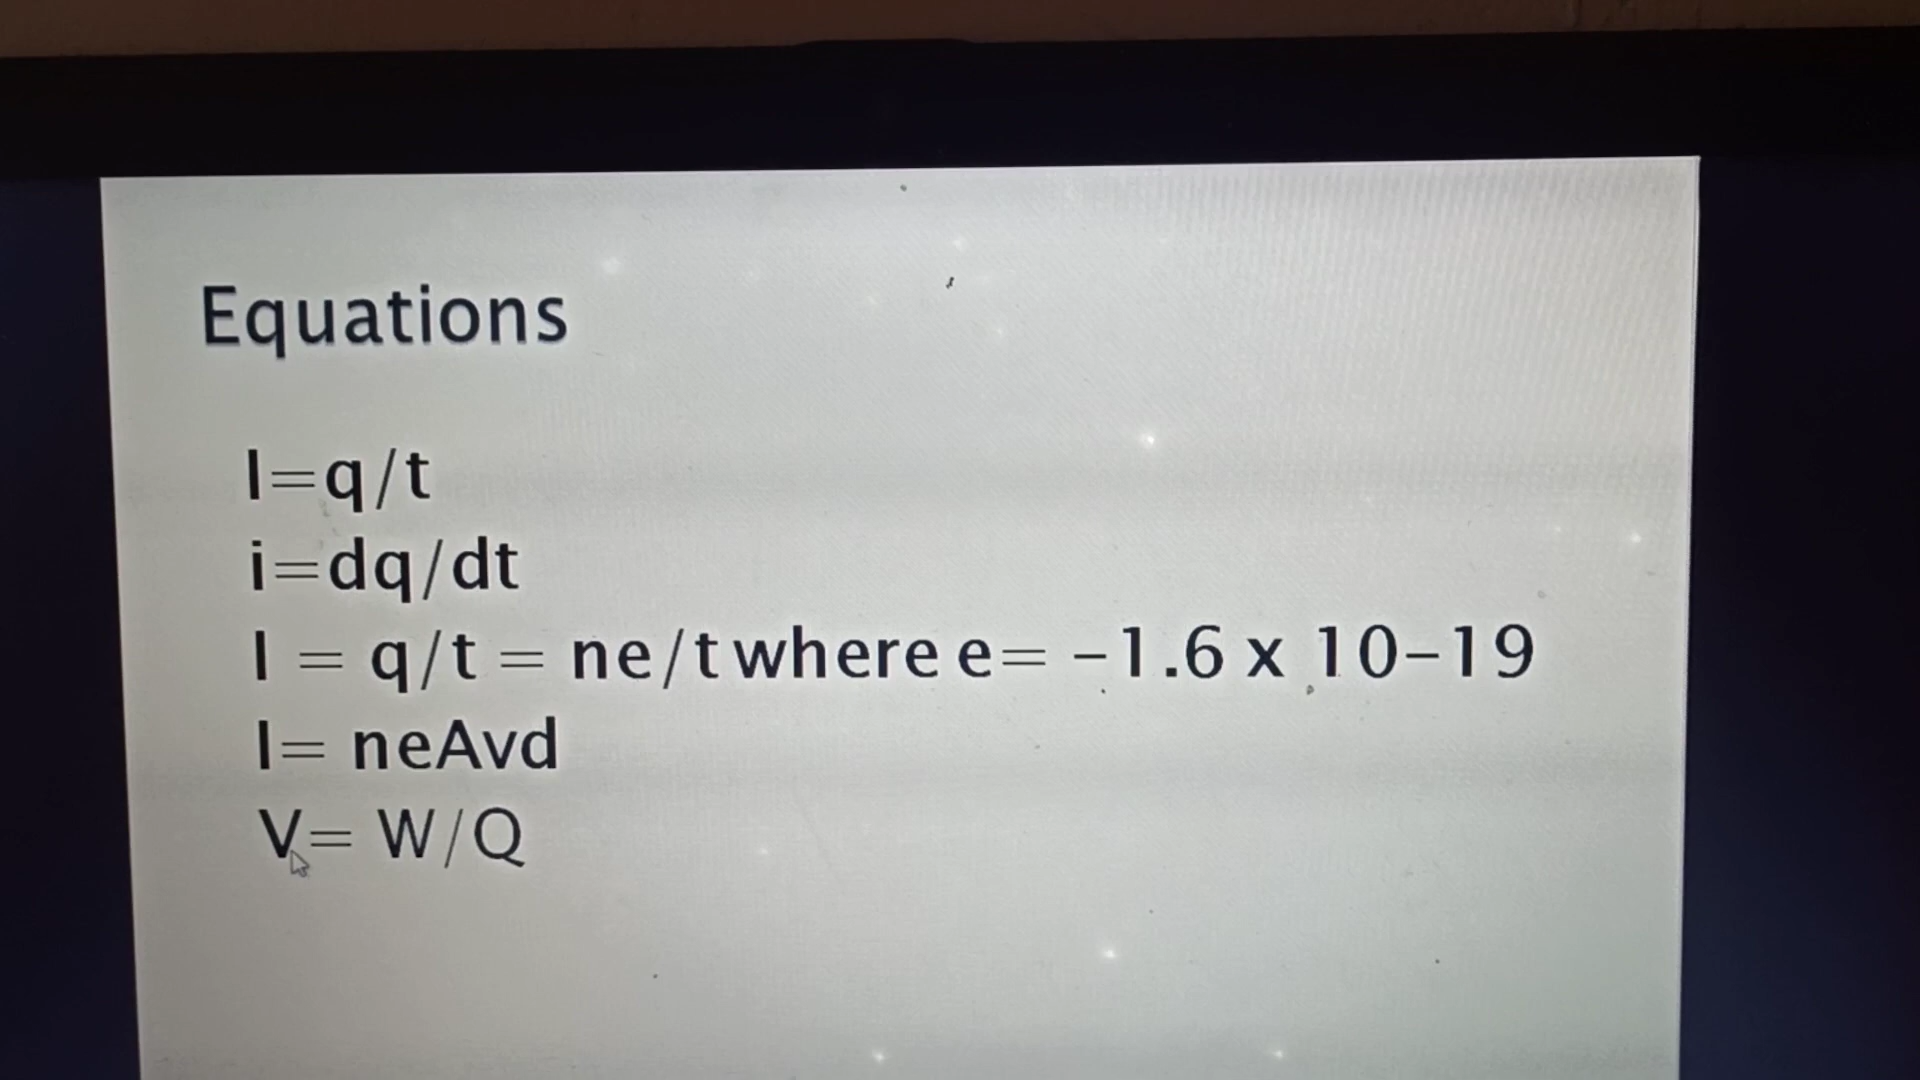 Equations
I=q/t
i=dq/dt
I = q/t = ne/t where e= -1.6 x 10-19
I= neAvd
V= W/Q